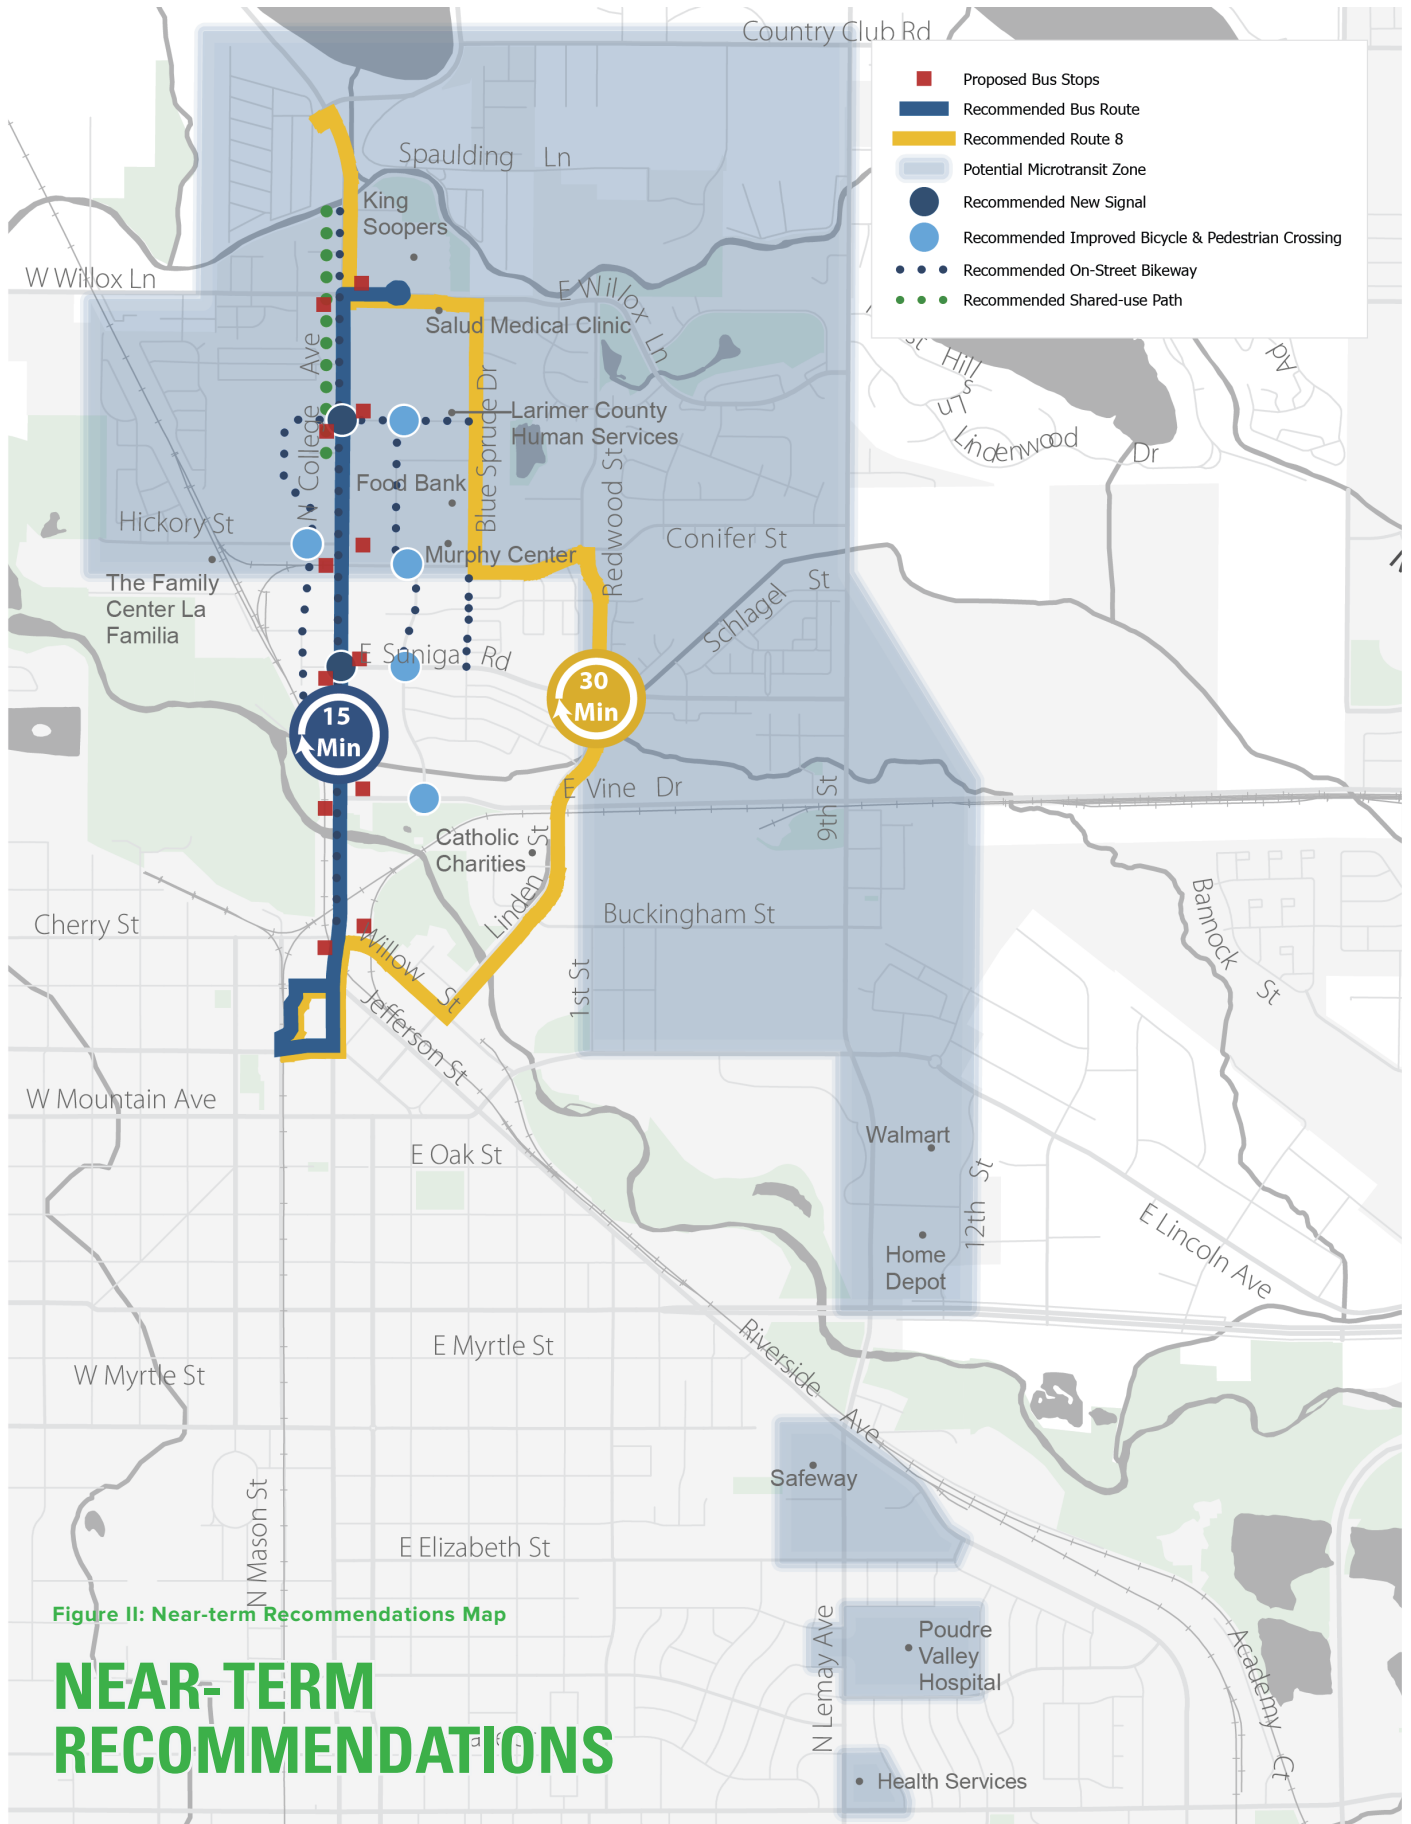 Country Club Rd
Proposed Bus Stops
Recommended Bus Route
Recommended Route 8
Potential Microtransit Zone
Recommended New Signal
Recommended Improved Bicycle & Pedestrian Crossing
Recommended On-Street Bikeway
Recommended Shared-use Path
Spaulding Ln
King
Soopers
W Willox Ln
E Willox Ln
Salud Medical Clinic
N College Ave
Blue Sprude Dr
Larimer County
Human Services
Hill
Ln
Lindenwood Dr
Food Bank
Redwood St
Hickory St
Conifer St
Murphy Center
The Family
Center La
Familia
Schlagel St
E Suniga Rd
30
Min
15
Min
E Vine Dr
9th St
Catholic
Charities
Linden St
Buckingham St
Cherry St
Willow St
Bannock St
1st St
Jefferson St
W Mountain Ave
E Oak St
Walmart
12th St
E Lincoln Ave
Home
Depot
Riverside Ave
E Myrtle St
W Myrtle St
Safeway
N Mason St
E Elizabeth St
Figure II: Near-term Recommendations Map
N Lemay Ave
Poudre
Valley
Hospital
Academy Ct
NEAR-TERM
RECOMMENDATIONS
Health Services